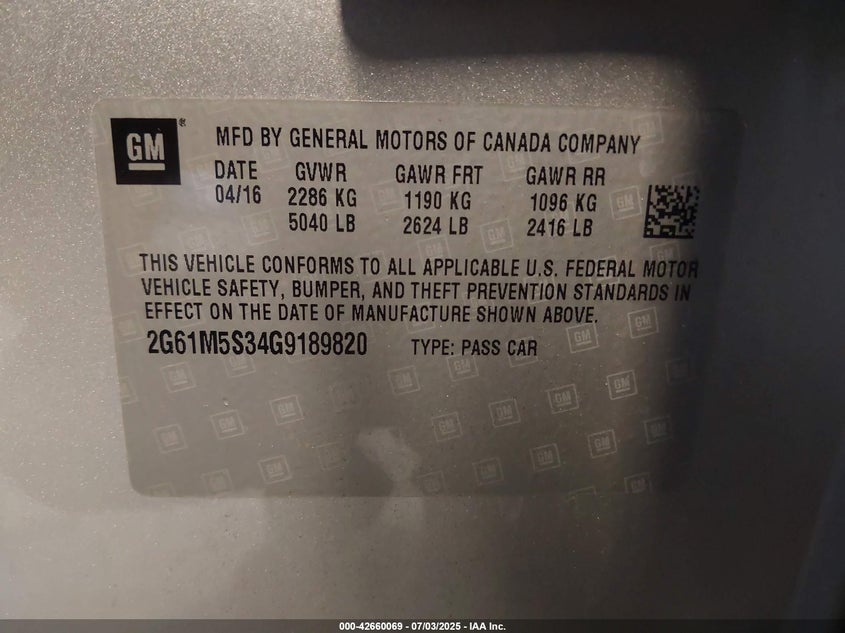 GM®
MFD BY GENERAL MOTORS OF CANADA COMPANY
DATE GVWR GAWR FRT GAWR RR
04/16 2286 KG 1190 KG 1096 KG
5040 LB 2624 LB 2416 LB
THIS VEHICLE CONFORMS TO ALL APPLICABLE U.S. FEDERAL MOTOR
VEHICLE SAFETY, BUMPER, AND THEFT PREVENTION STANDARDS IN
EFFECT ON THE DATE OF MANUFACTURE SHOWN ABOVE.
2G61M5S34G9189820 TYPE: PASS CAR
000-42660069 - 07/03/2025 - IAA Inc.